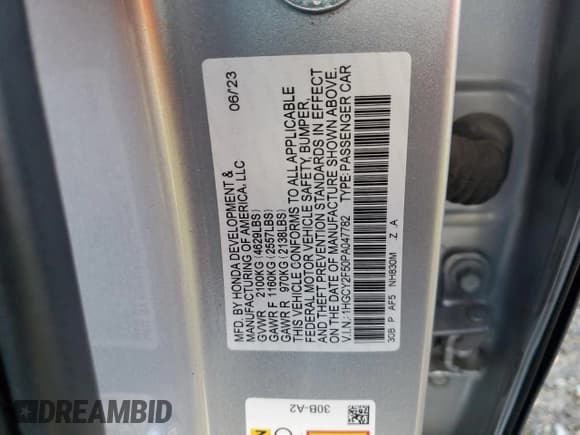 MFD. BY HONDA DEVELOPMENT & 06/23
MANUFACTURING OF AMERICA, LLC
GVWR 2100KG (4629LBS)
GAWR F 1160KG (2557LBS)
GAWR R 970KG (2138LBS)
THIS VEHICLE CONFORMS TO ALL APPLICABLE
FEDERAL MOTOR VEHICLE SAFETY, BUMPER,
AND THEFT PREVENTION STANDARDS IN EFFECT
ON THE DATE OF MANUFACTURE SHOWN ABOVE.
V.I.N.: 1HGCY2F50PA047782 TYPE: PASSENGER CAR
30B P AF5 NH830M Z A
30B-A2
DREAMBID